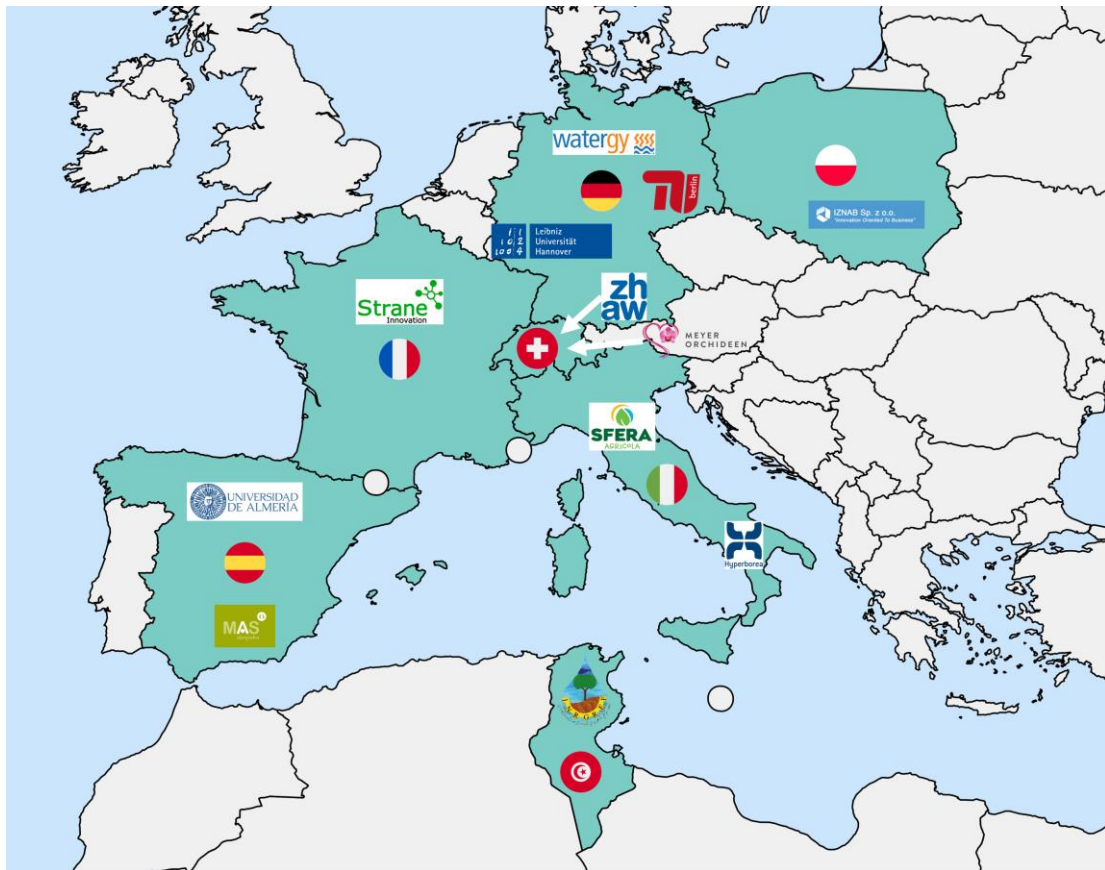 watergy
berlin
IZNAB Sp. z o.o.
"Innovation Oriented To Business"
Leibniz
Universität
Hannover
Strane
Innovation
zh
aw
MEYER
ORCHIDEEN
SFERA
AGRICOLA
UNIVERSIDAD
DE ALMERÍA
Hyperborea
MAS
I.N.R.G.R.E.F